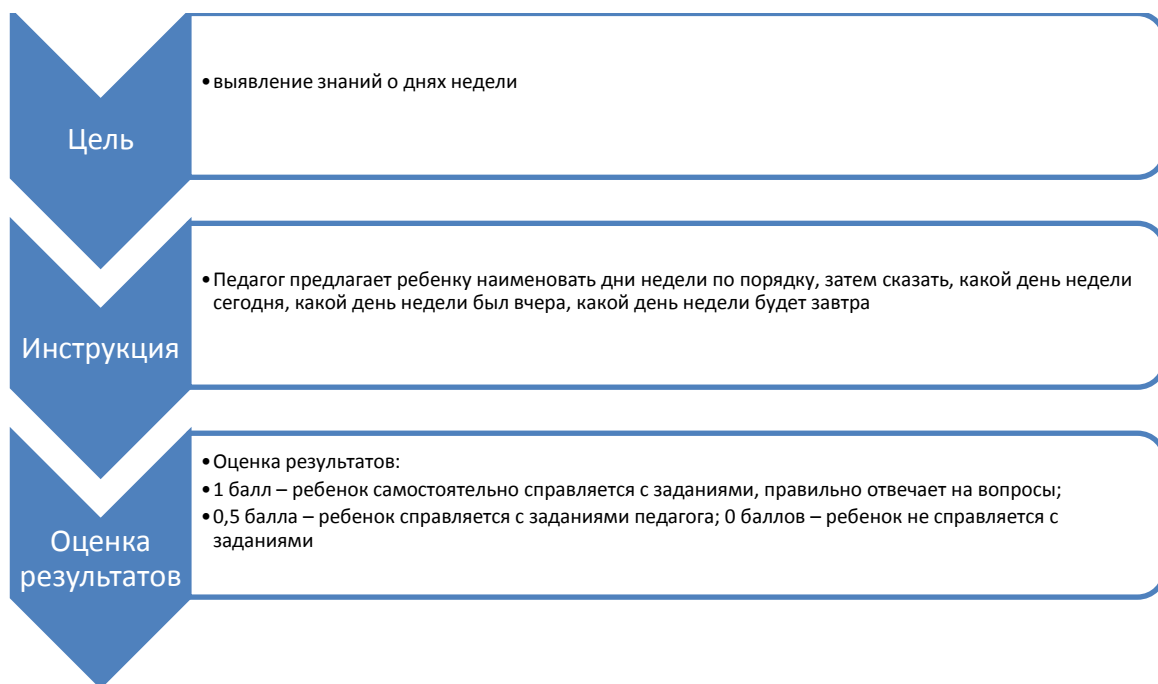 • выявление знаний о днях недели
Цель
• Педагог предлагает ребенку наименовать дни недели по порядку, затем сказать, какой день недели
сегодня, какой день недели был вчера, какой день недели будет завтра
Инструкция
• Оценка результатов:
• 1 балл – ребенок самостоятельно справляется с заданиями, правильно отвечает на вопросы;
• 0,5 балла – ребенок справляется с заданиями педагога; 0 баллов – ребенок не справляется с
заданиями
Оценка
результатов